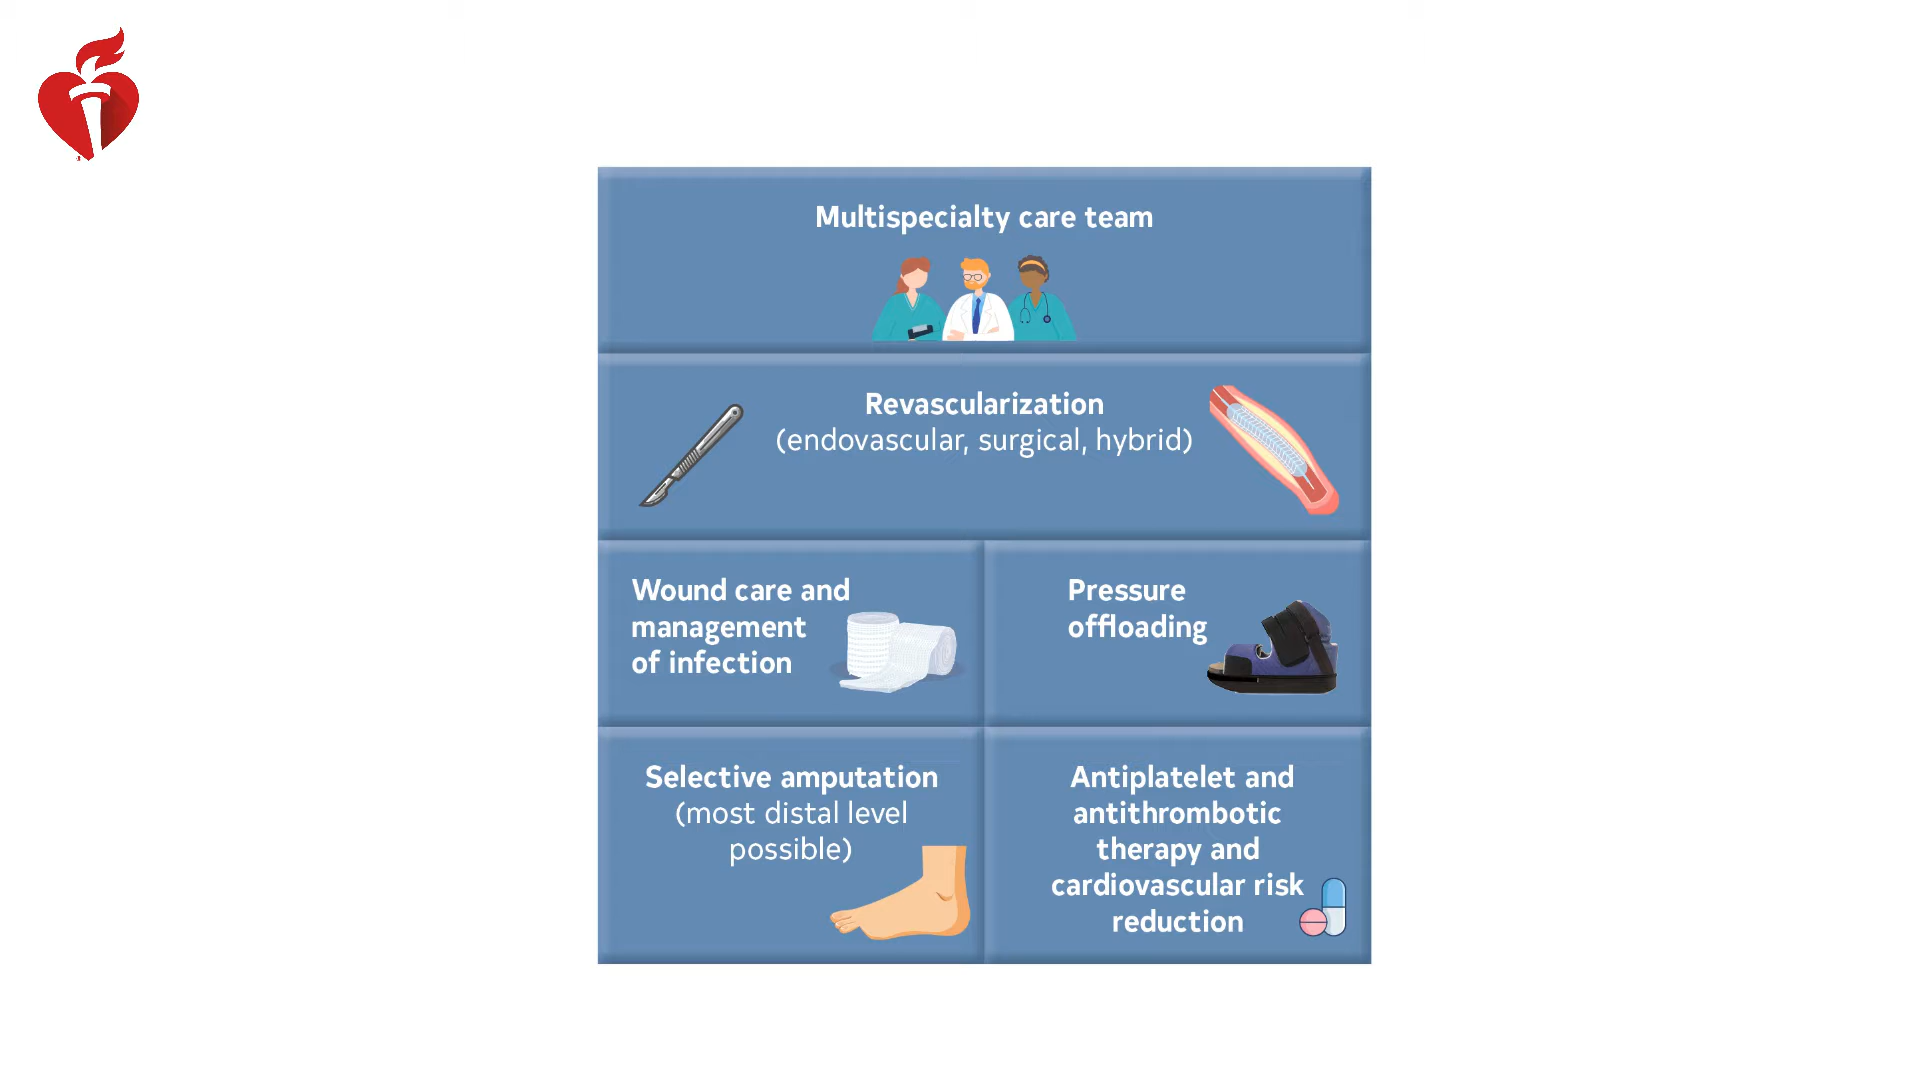 Multispecialty care team
Revascularization
(endovascular, surgical, hybrid)
Wound care and
management
of infection
Pressure
offloading
Selective amputation
(most distal level
possible)
Antiplatelet and
antithrombotic
therapy and
cardiovascular risk
reduction